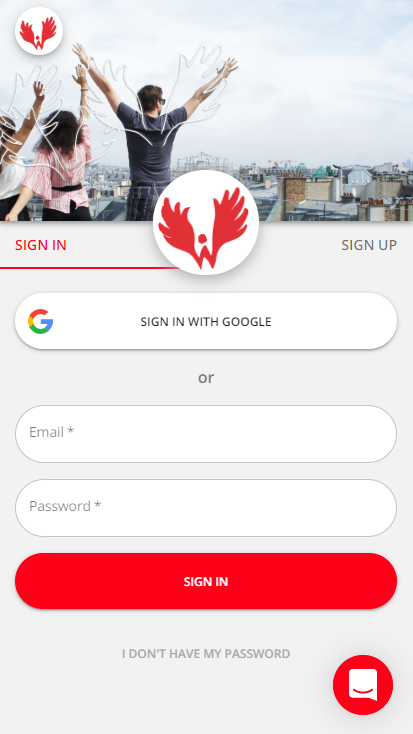 SIGN IN
SIGN UP
SIGN IN WITH GOOGLE
or
Email *
Password *
SIGN IN
I DON'T HAVE MY PASSWORD